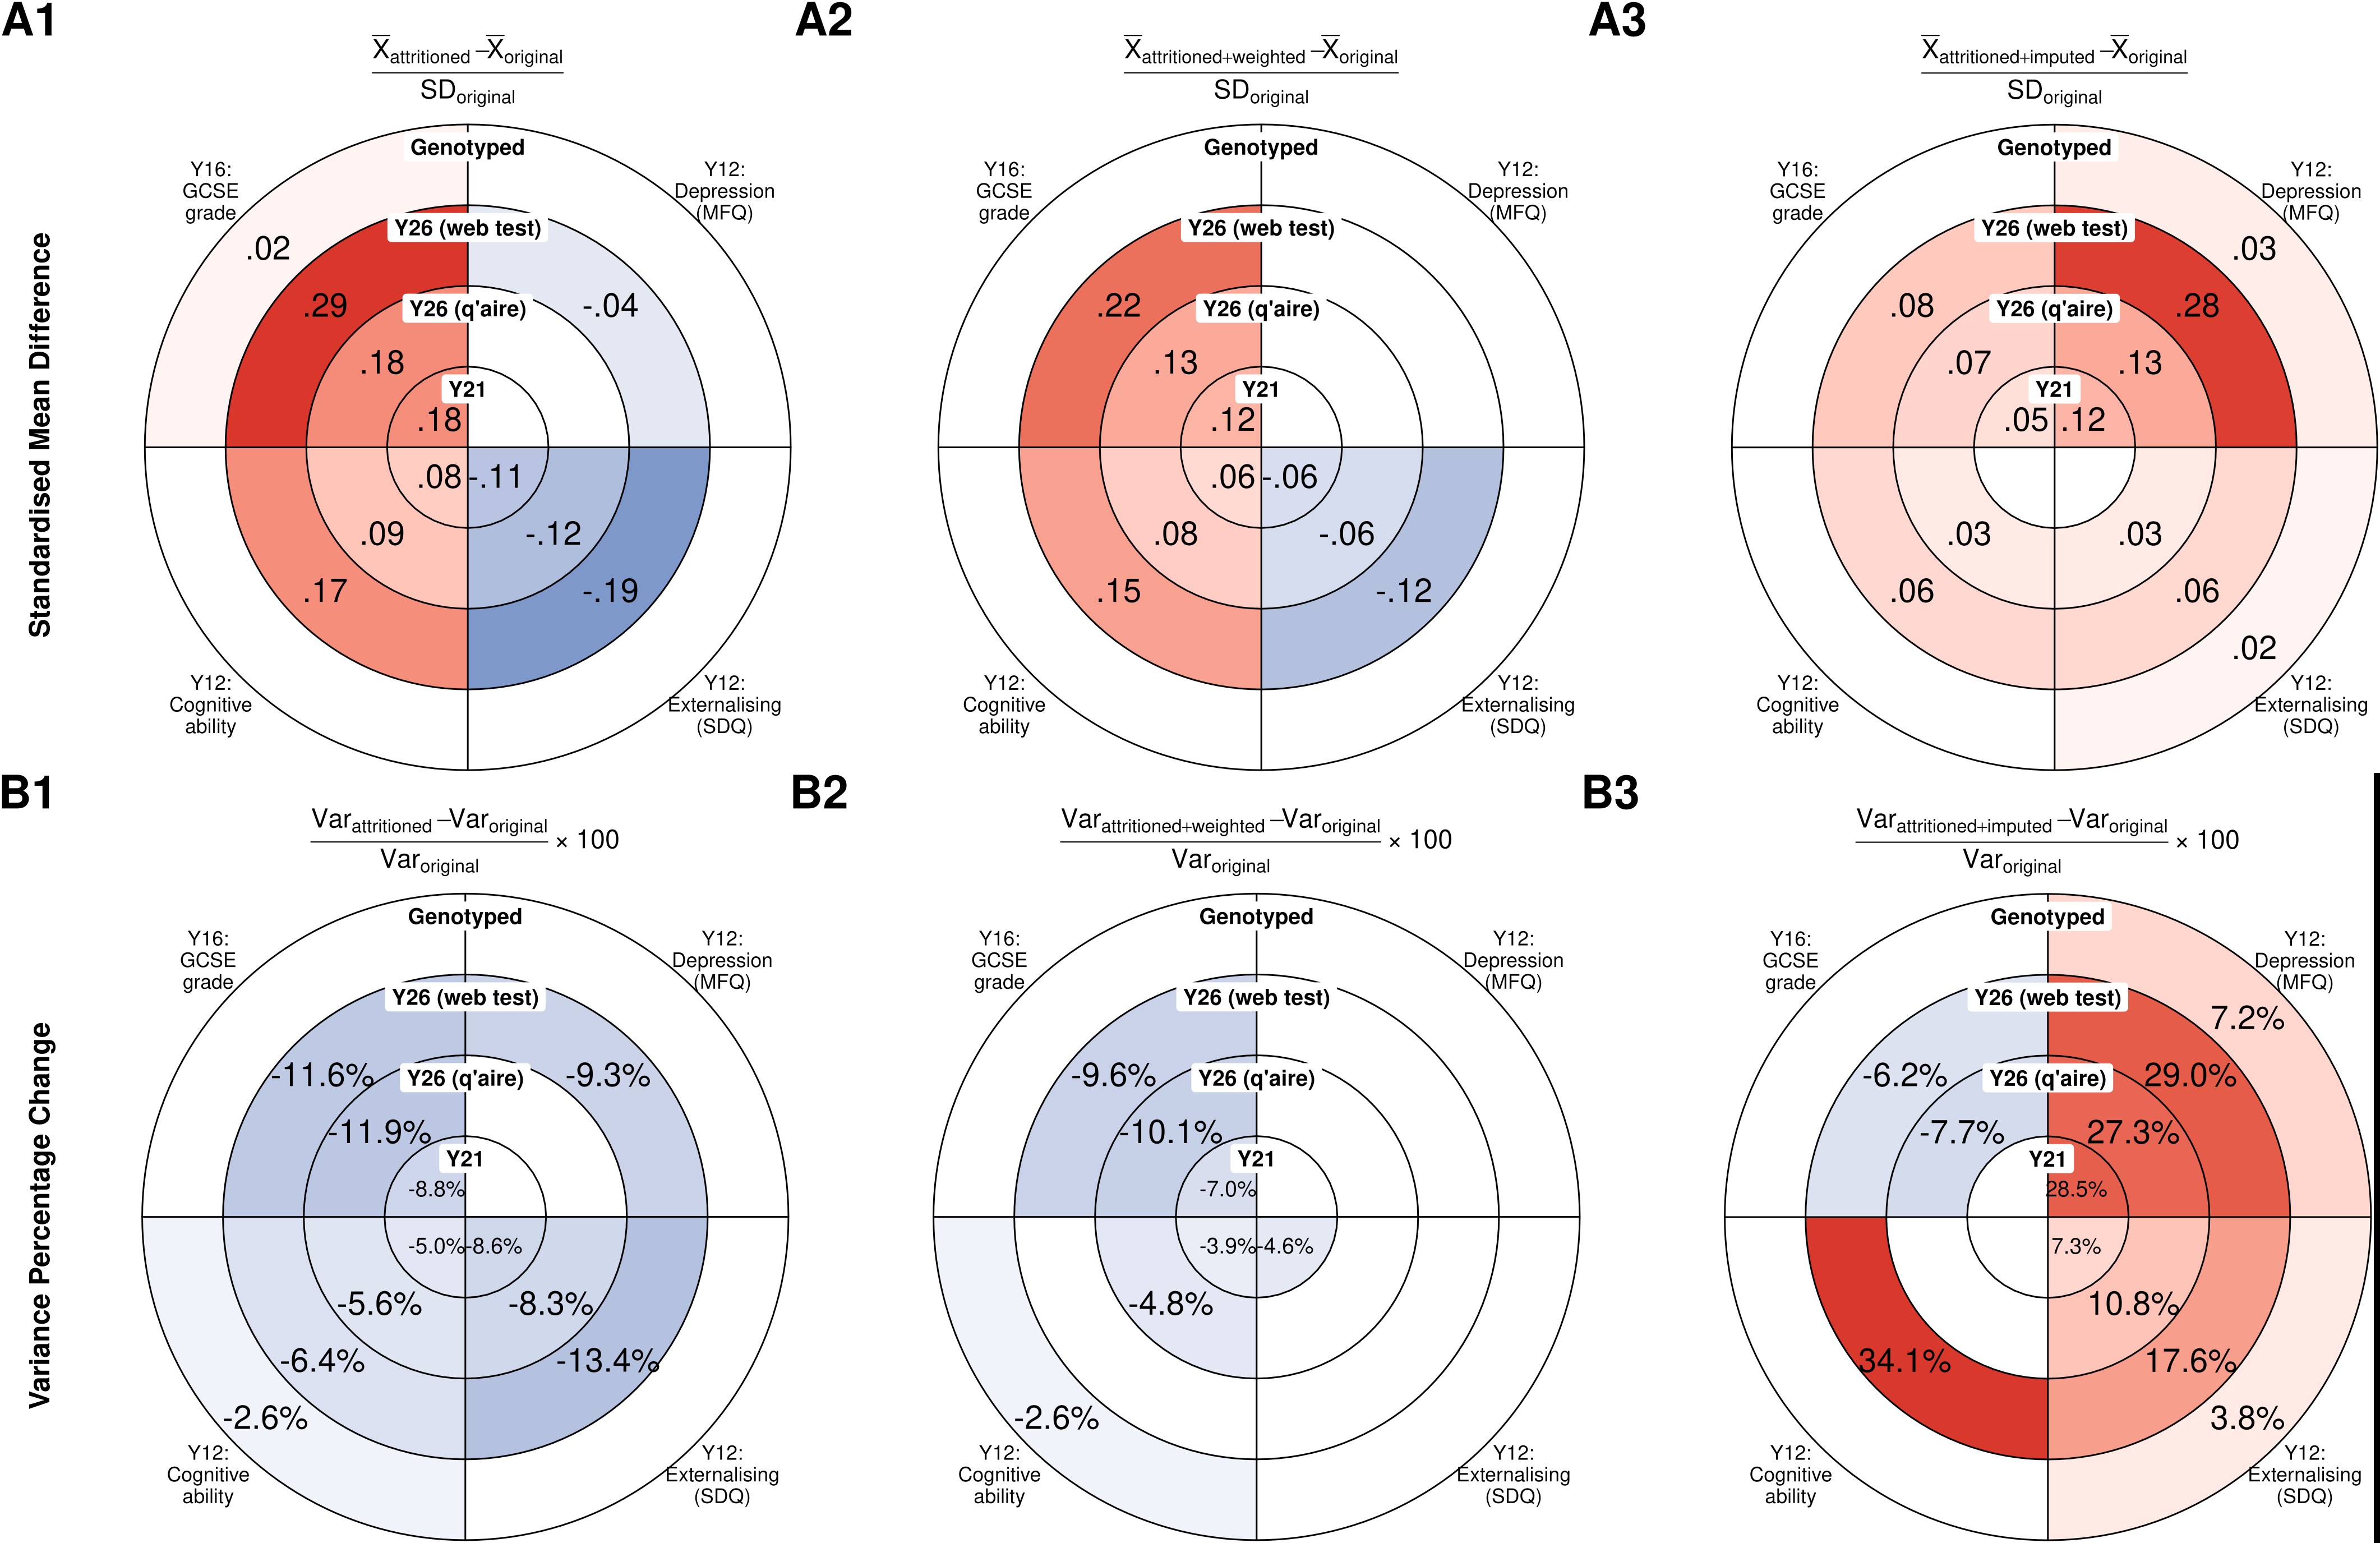 A1
X̅attritioned –X̅original
SDoriginal
Genotyped
Y16:
GCSE
grade
Y12:
Depression
(MFQ)
.02
Y26 (web test)
.29
-.04
Y26 (q'aire)
.18
Y21
.18
.08
-.11
.09
-.12
.17
-.19
Y12:
Cognitive
ability
Y12:
Externalising
(SDQ)
Standardised Mean Difference
A2
X̅attritioned+weighted –X̅original
SDoriginal
Genotyped
Y16:
GCSE
grade
Y12:
Depression
(MFQ)
Y26 (web test)
.22
Y26 (q'aire)
.13
Y21
.12
.06
-.06
.08
-.06
.15
-.12
Y12:
Cognitive
ability
Y12:
Externalising
(SDQ)
A3
X̅attritioned+imputed –X̅original
SDoriginal
Genotyped
Y16:
GCSE
grade
Y12:
Depression
(MFQ)
.03
Y26 (web test)
.08
.28
Y26 (q'aire)
.07
.13
Y21
.05
.12
.03
.03
.06
.06
.02
Y12:
Cognitive
ability
Y12:
Externalising
(SDQ)
B1
Varattritioned –Varoriginal
Varoriginal
× 100
Genotyped
Y16:
GCSE
grade
Y12:
Depression
(MFQ)
Y26 (web test)
-11.6%
-9.3%
Y26 (q'aire)
-11.9%
Y21
-8.8%
-5.0%
-8.6%
-5.6%
-8.3%
-6.4%
-13.4%
-2.6%
Y12:
Cognitive
ability
Y12:
Externalising
(SDQ)
Variance Percentage Change
B2
Varattritioned+weighted –Varoriginal
Varoriginal
× 100
Genotyped
Y16:
GCSE
grade
Y12:
Depression
(MFQ)
Y26 (web test)
-9.6%
Y26 (q'aire)
-10.1%
Y21
-7.0%
-3.9%
-4.6%
-4.8%
-2.6%
Y12:
Cognitive
ability
Y12:
Externalising
(SDQ)
B3
Varattritioned+imputed –Varoriginal
Varoriginal
× 100
Genotyped
Y16:
GCSE
grade
Y12:
Depression
(MFQ)
7.2%
Y26 (web test)
-6.2%
29.0%
Y26 (q'aire)
-7.7%
27.3%
Y21
28.5%
7.3%
10.8%
34.1%
17.6%
3.8%
Y12:
Cognitive
ability
Y12:
Externalising
(SDQ)